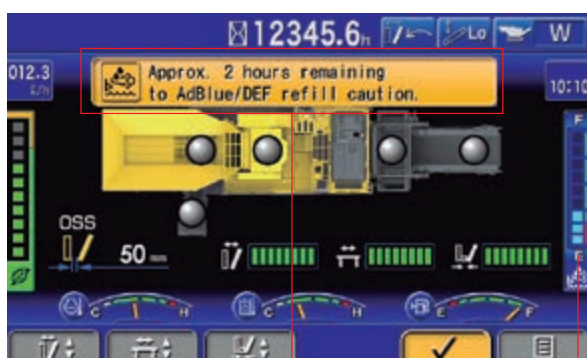 12345.6h Lo W
Approx. 2 hours remaining
to AdBlue/DEF refill caution.
012.3
10:10
F
OSS
50 mm
E
C H C H E F